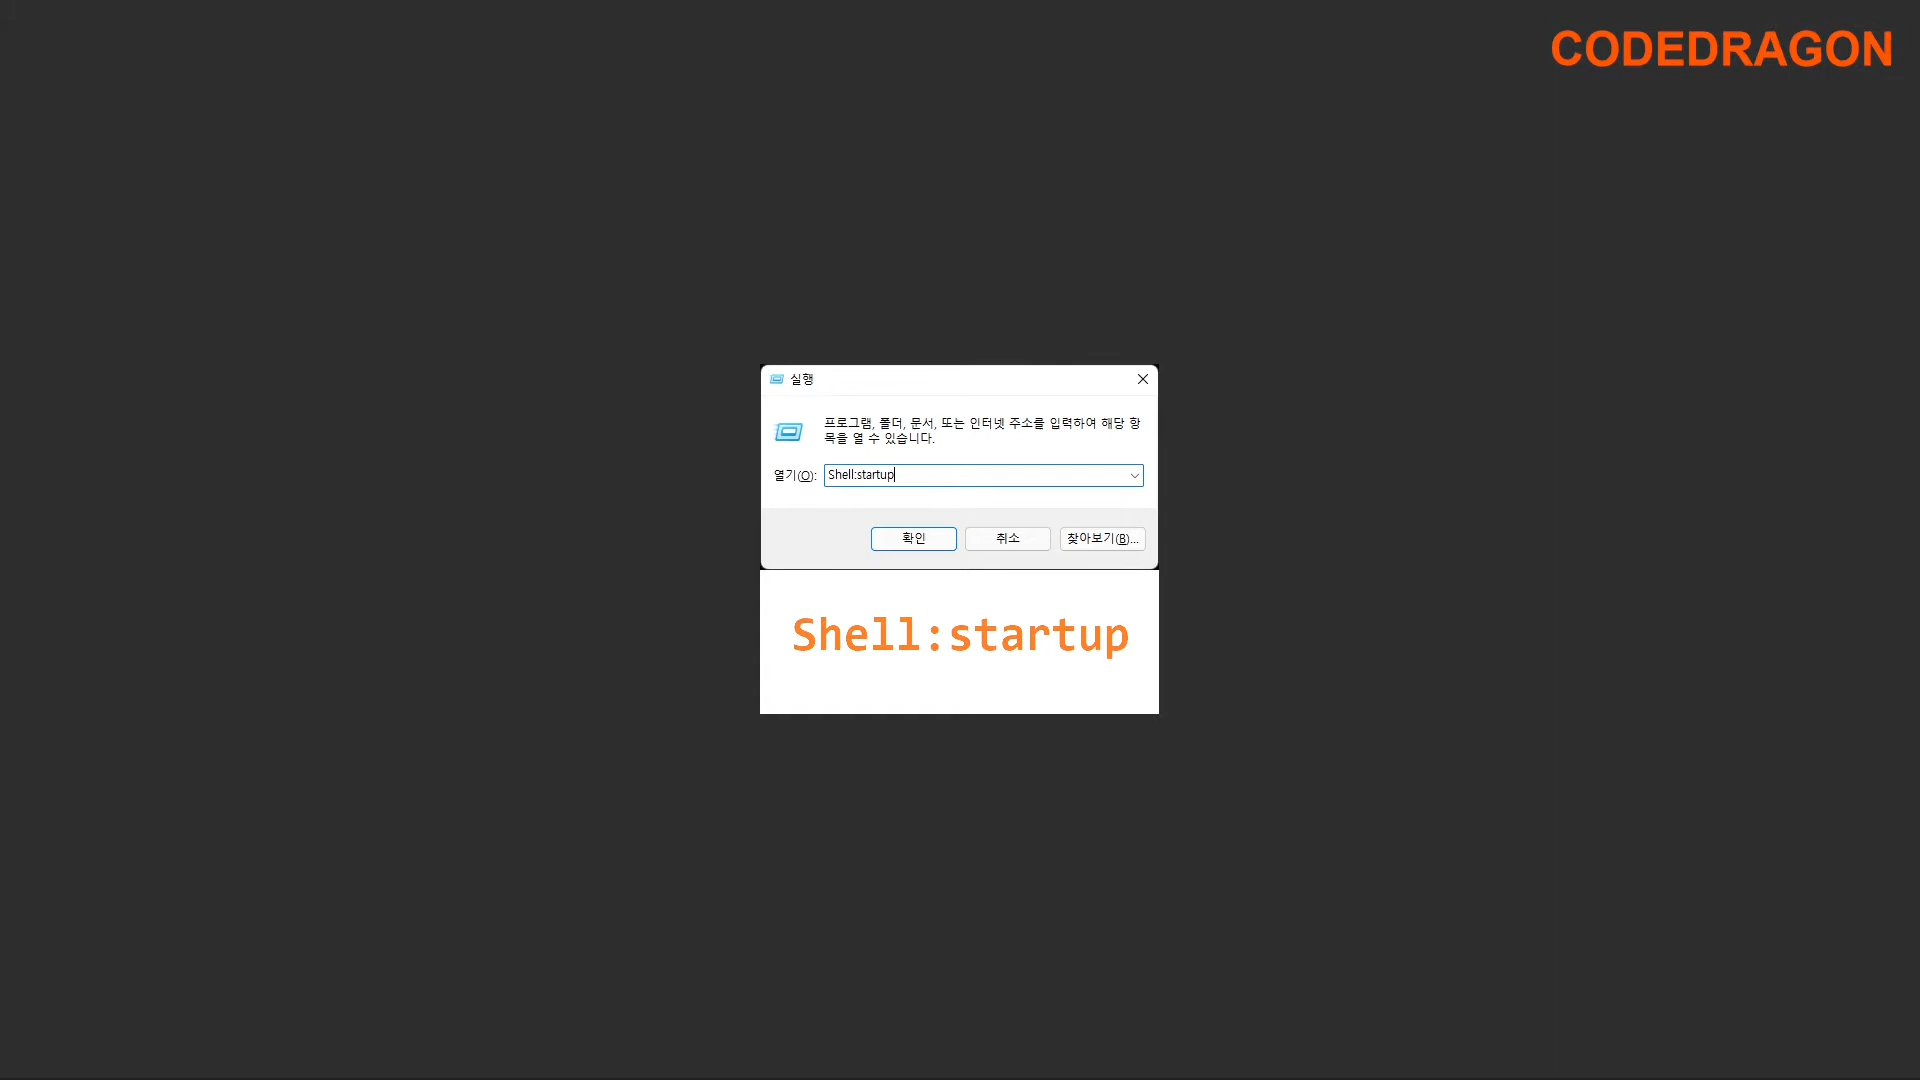 CODEDRAGON
실행
프로그램, 폴더, 문서, 또는 인터넷 주소를 입력하여 해당 항
목을 열 수 있습니다.
열기(O): Shell:startup
확인 취소 찾아보기(B)...
Shell:startup